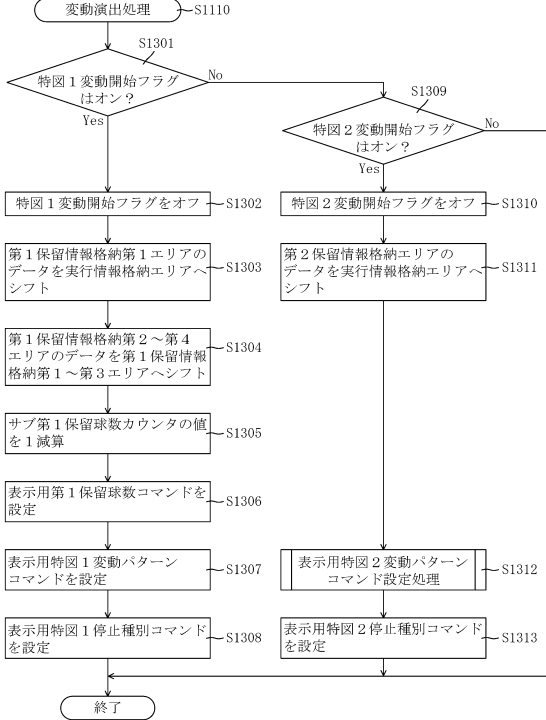 変動演出処理
S1110
S1301
特図１変動開始フラグ
はオン？
No
Yes
S1309
特図２変動開始フラグ
はオン？
No
Yes
特図１変動開始フラグをオフ
S1302
特図２変動開始フラグをオフ
S1310
第１保留情報格納第１エリアの
データを実行情報格納エリアへ
シフト
S1303
第２保留情報格納エリアの
データを実行情報格納エリアへ
シフト
S1311
第１保留情報格納第２～第４
エリアのデータを第１保留情報
格納第１～第３エリアへシフト
S1304
サブ第１保留球数カウンタの値
を１減算
S1305
表示用第１保留球数コマンドを
設定
S1306
表示用特図１変動パターン
コマンドを設定
S1307
表示用特図２変動パターン
コマンド設定処理
S1312
表示用特図１停止種別コマンド
を設定
S1308
表示用特図２停止種別コマンド
を設定
S1313
終了